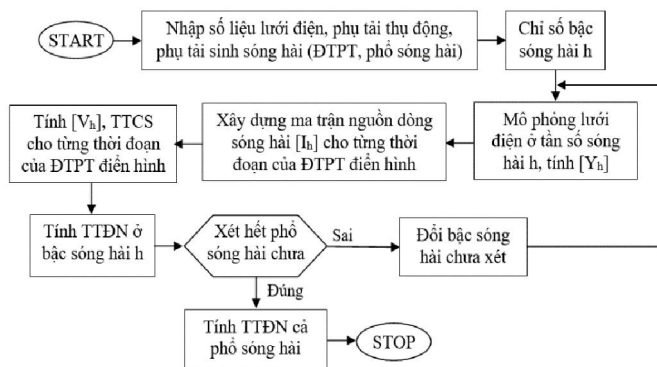 START
Nhập số liệu lưới điện, phụ tải thụ động,
phụ tải sinh sóng hài (ĐTPT, phổ sóng hài)
Chỉ số bậc
sóng hài h
Mô phỏng lưới
điện ở tần số sóng
hài h, tính [Yh]
Xây dựng ma trận nguồn dòng
sóng hài [Ih] cho từng thời
đoạn của ĐTPT điển hình
Tính [Vh], TTCS
cho từng thời đoạn
của ĐTPT điển hình
Tính TTĐN ở
bậc sóng hài h
Xét hết phổ
sóng hài chưa
Sai
Đổi bậc sóng
hài chưa xét
Đúng
Tính TTĐN cả
phổ sóng hài
STOP